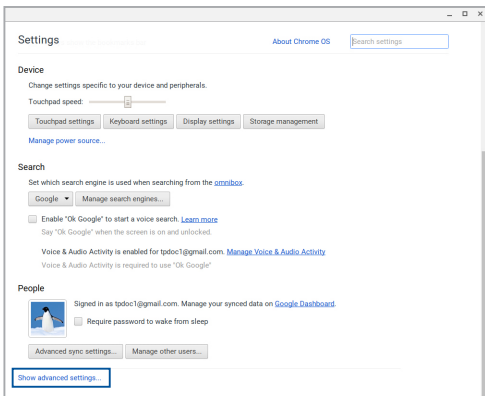 Settings
About Chrome OS
Search settings
Device
Change settings specific to your device and peripherals.
Touchpad speed:
Touchpad settings Keyboard settings Display settings Storage management
Manage power source...
Search
Set which search engine is used when searching from the omnibox.
Google Manage search engines...
Enable "Ok Google" to start a voice search. Learn more
Say "Ok Google" when the screen is on and unlocked.
Voice & Audio Activity is enabled for tpdoc1@gmail.com. Manage Voice & Audio Activity
Voice & Audio Activity is required to use "Ok Google"
People
Signed in as tpdoc1@gmail.com. Manage your synced data on Google Dashboard.
Require password to wake from sleep
Advanced sync settings... Manage other users...
Show advanced settings...